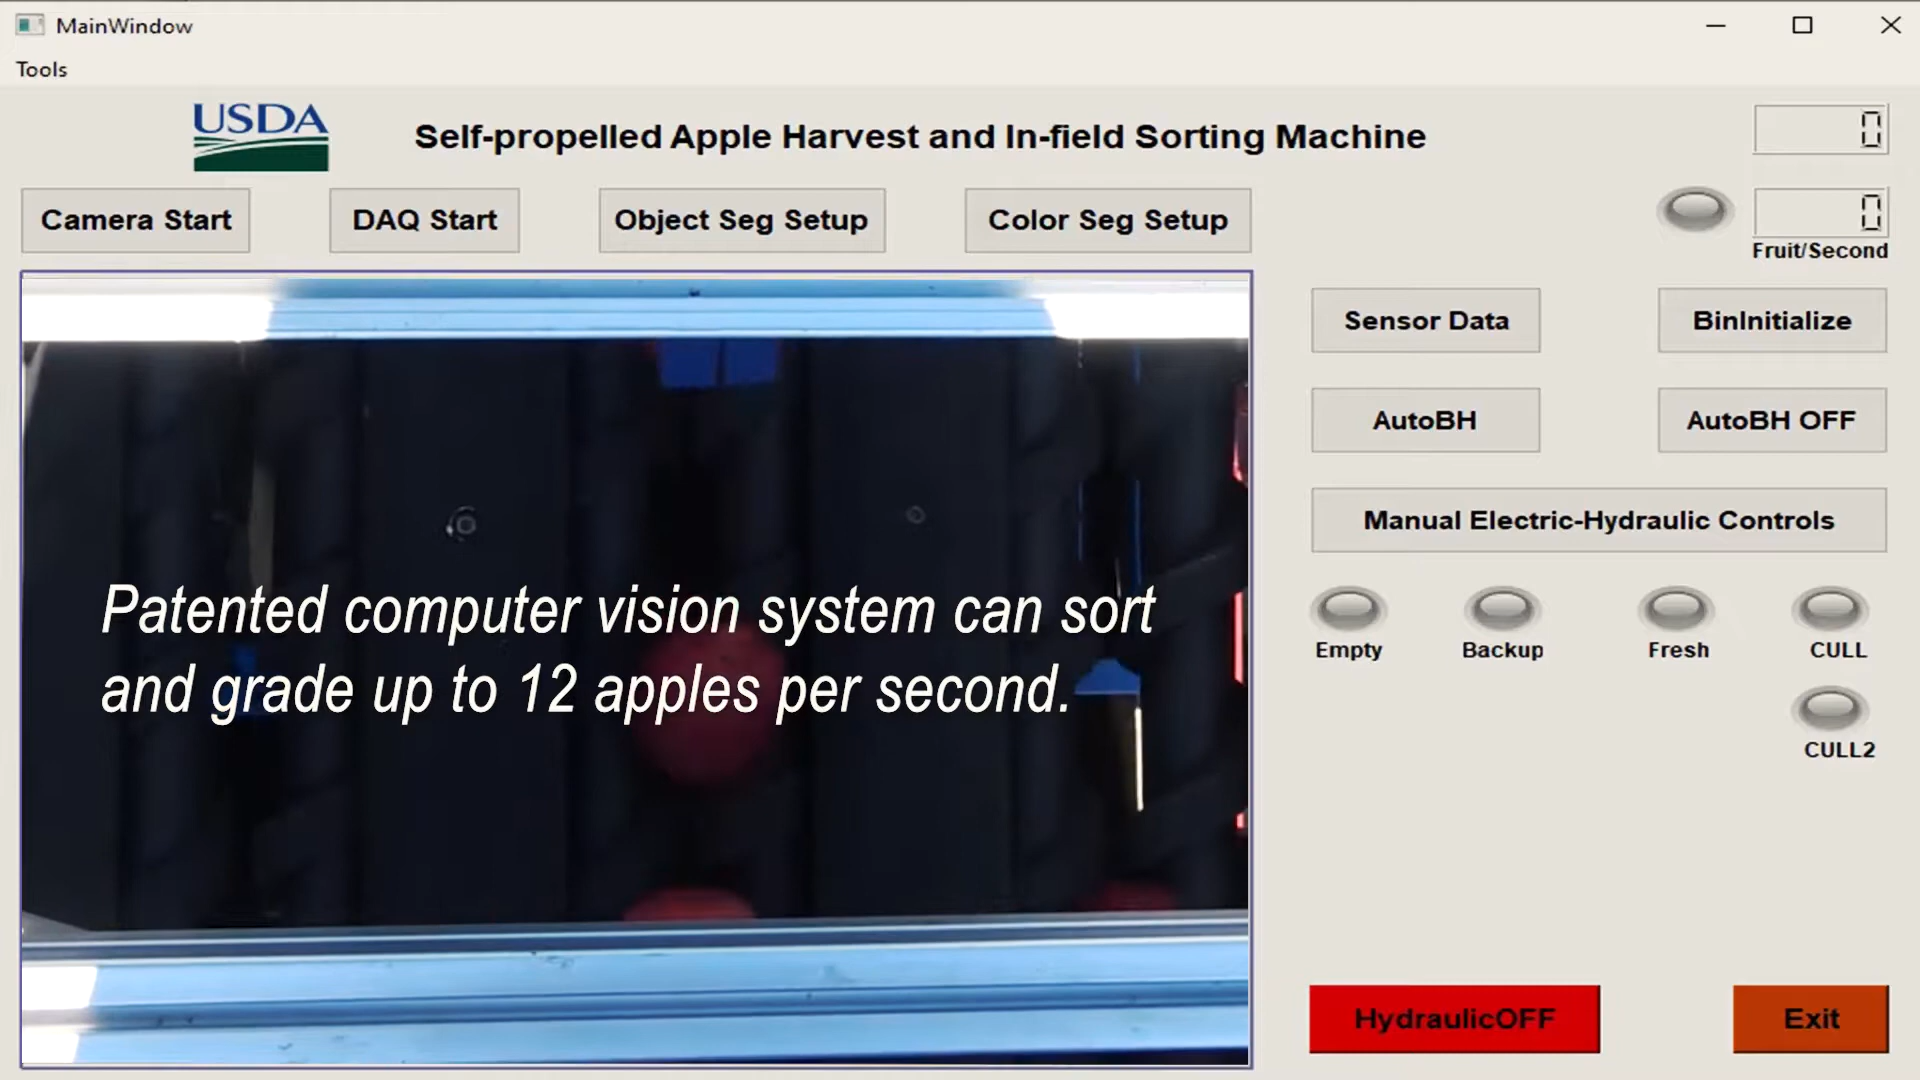 MainWindow
Tools
USDA
Self-propelled Apple Harvest and In-field Sorting Machine
0
Camera Start
DAQ Start
Object Seg Setup
Color Seg Setup
0
Fruit/Second
Sensor Data
BinInitialize
AutoBH
AutoBH OFF
Manual Electric-Hydraulic Controls
Patented computer vision system can sort
and grade up to 12 apples per second.
Empty
Backup
Fresh
CULL
CULL2
HydraulicOFF
Exit